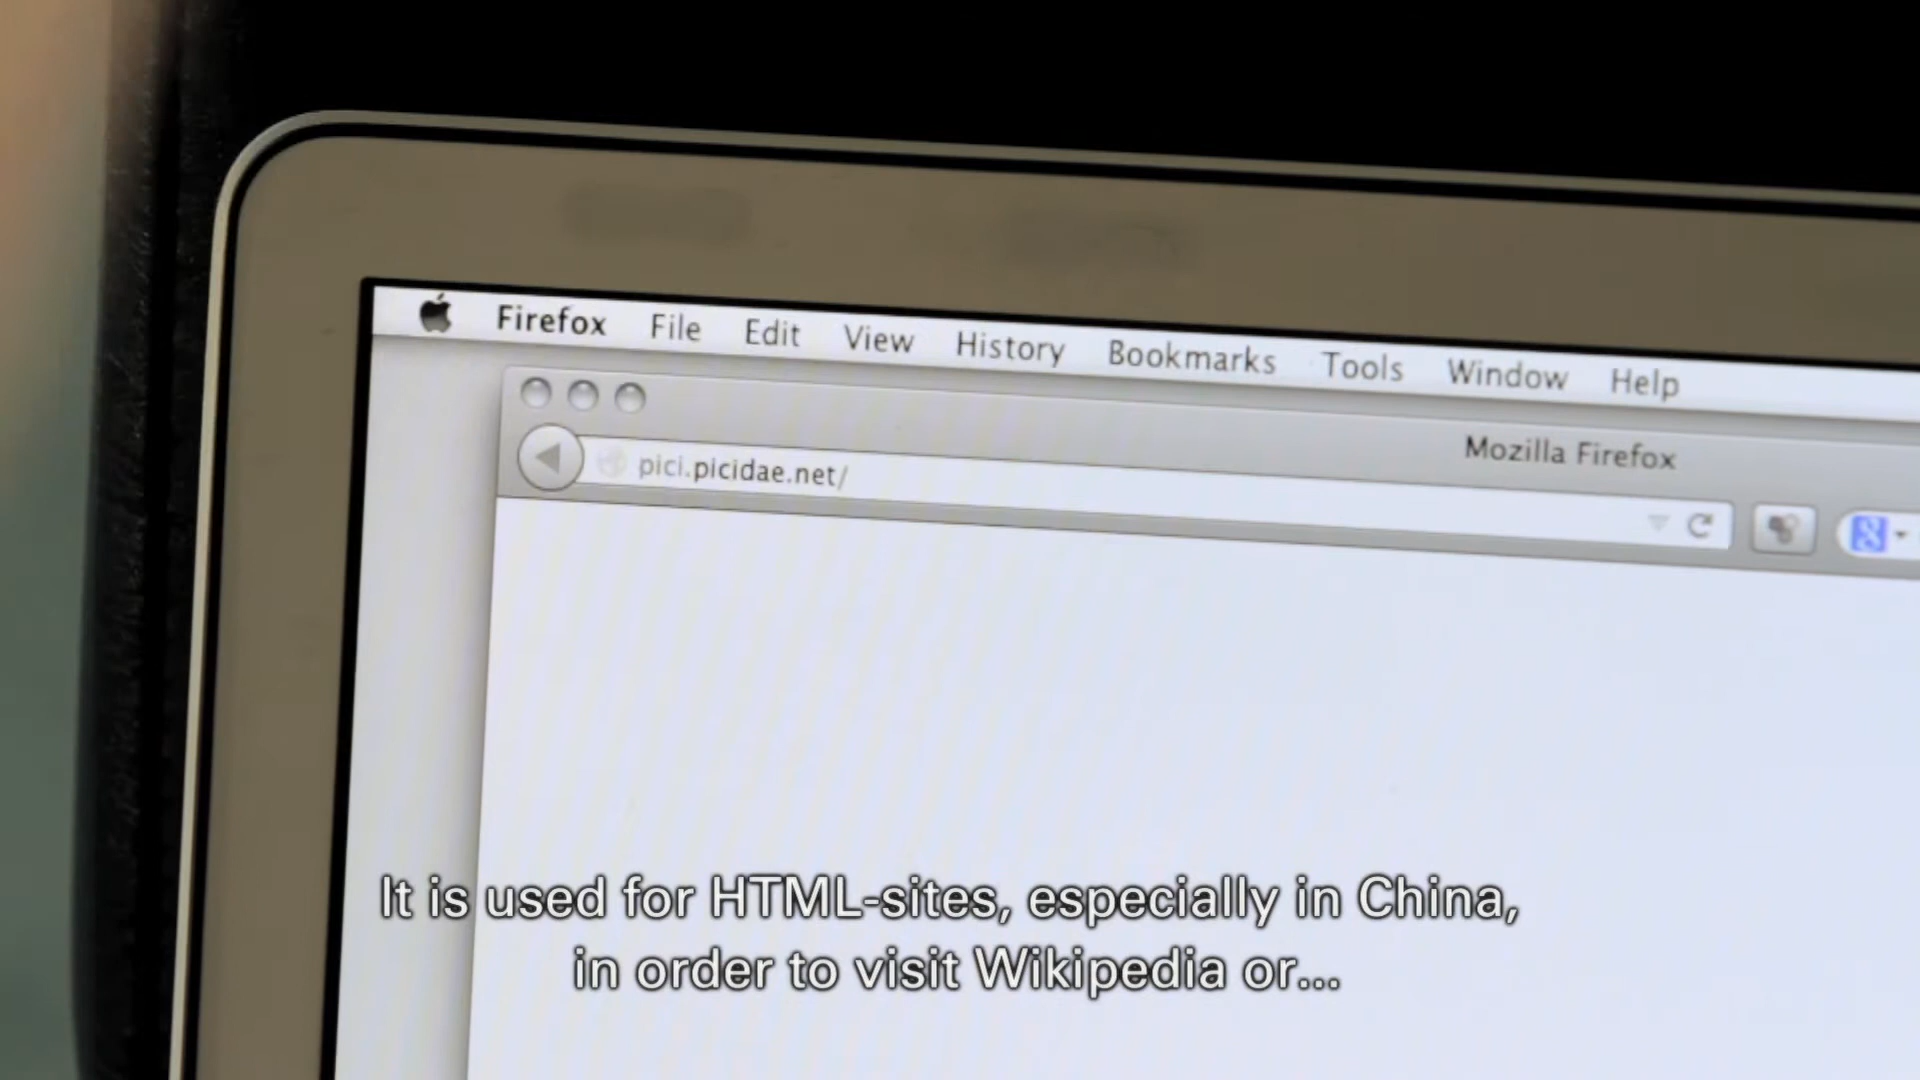 Firefox File Edit View History Bookmarks Tools Window Help
Mozilla Firefox
pici.picidae.net/
It is used for HTML-sites, especially in China,
in order to visit Wikipedia or...